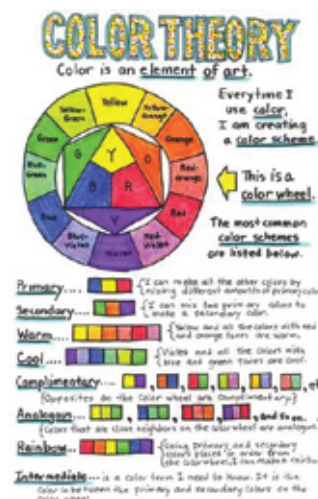 COLOR THEORY
Color is an element of art.
Everytime I
use color,
I am creating
a color scheme.
This is a
color wheel.
The most common
color schemes
are listed below.
Yellow
Yellow-Orange
Orange
Red-orange
Red
Red-violet
Violet
Blue-violet
Blue
Blue-Green
Green
Yellow-Green
Y
O
R
V
B
G
Primary.... {I can make all the other colors by
mixing different amounts of primary colors
Secondary.... {I can mix two primary colors to
make a secondary color.
Warm.... {Yellow and all the colors with red
and orange tones are warm.
Cool.... {Violet and all the colors with
blue and green tones are cool.
Complimentary.... , , , ,
{Opposites on the color wheel are complimentary.}
Analogous.... , , , and so on..
{Colors that are close neighbors on the color wheel are analogous.
Rainbow.... {Using primary and secondary
colors placed in order from
the color wheel, I can make a rainbow
Intermediate... is a color term I need to know. It is the
color in between the primary and secondary colors on the